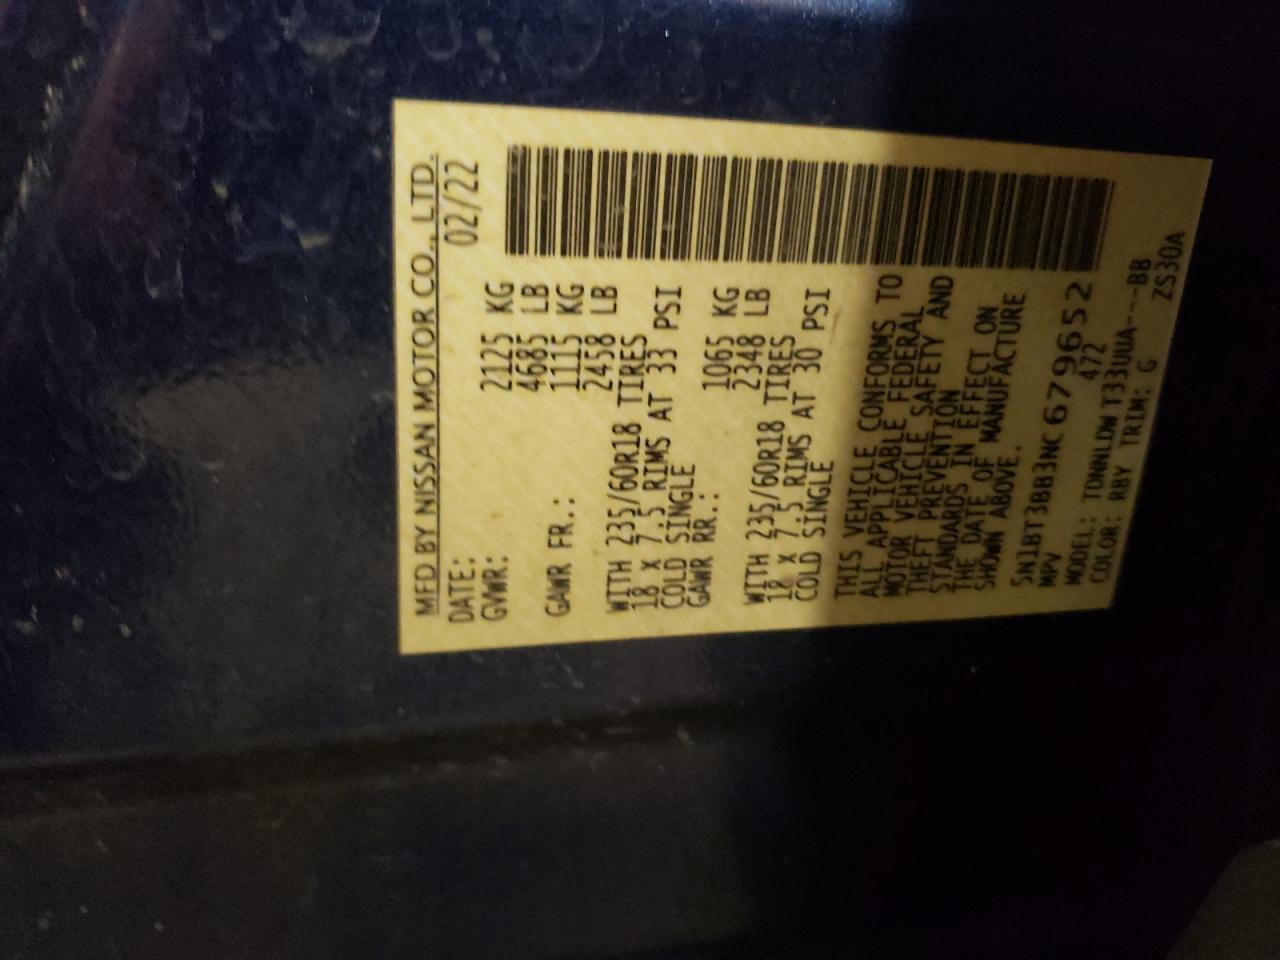 MFD BY NISSAN MOTOR CO., LTD.
DATE: 02/22
GVWR: 2125 KG
4685 LB
GAWR FR.: 1115 KG
2458 LB
WITH 235/60R18 TIRES
18 X 7.5 RIMS AT 33 PSI
COLD SINGLE
GAWR RR.: 1065 KG
2348 LB
WITH 235/60R18 TIRES
18 X 7.5 RIMS AT 30 PSI
COLD SINGLE
THIS VEHICLE CONFORMS TO
ALL APPLICABLE FEDERAL
MOTOR VEHICLE SAFETY AND
THEFT PREVENTION
STANDARDS IN EFFECT ON
THE DATE OF MANUFACTURE
SHOWN ABOVE.
5N1BT3BB3NC679652
MPV 472
MODEL: TDNNLDWT33UUA---BB
COLOR: RBY TRIM: G ZS30A